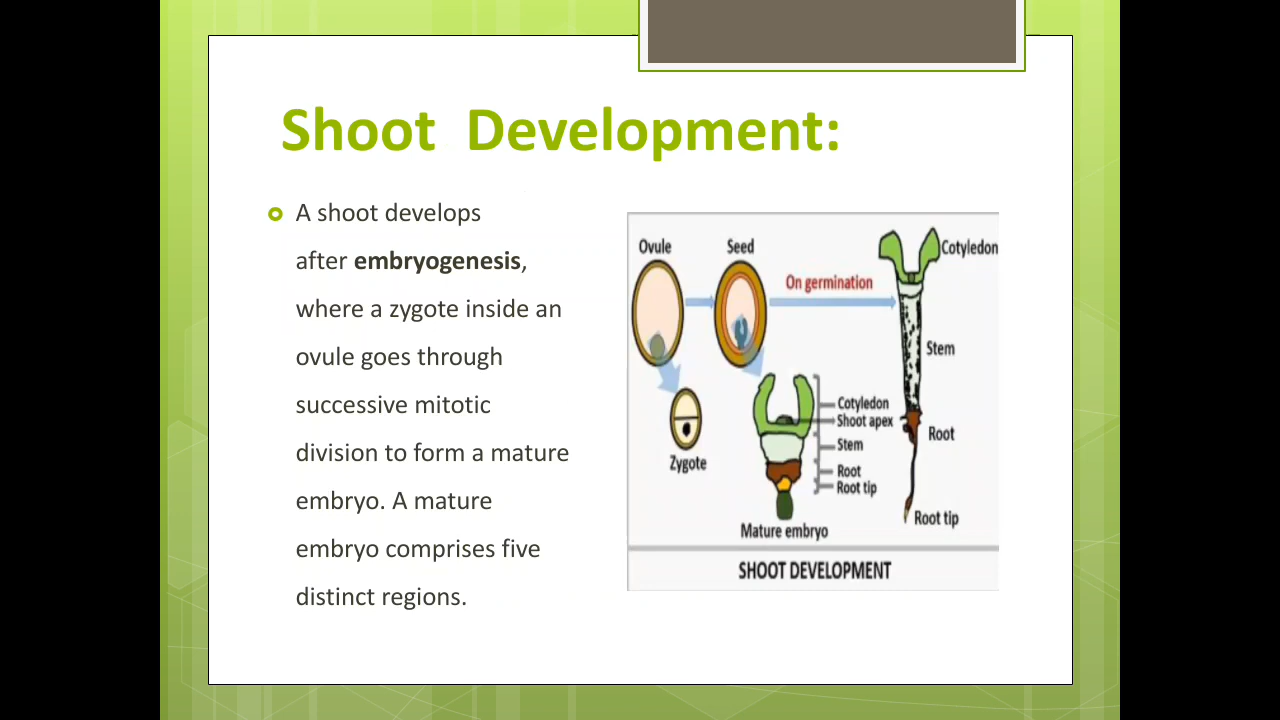 Shoot  Development:
A shoot develops
after embryogenesis,
where a zygote inside an
ovule goes through
successive mitotic
division to form a mature
embryo. A mature
embryo comprises five
distinct regions.
Ovule
Seed
On germination
Cotyledon
Stem
Root
Root tip
Zygote
Cotyledon
Shoot apex
Stem
Root
Root tip
Mature embryo
SHOOT DEVELOPMENT